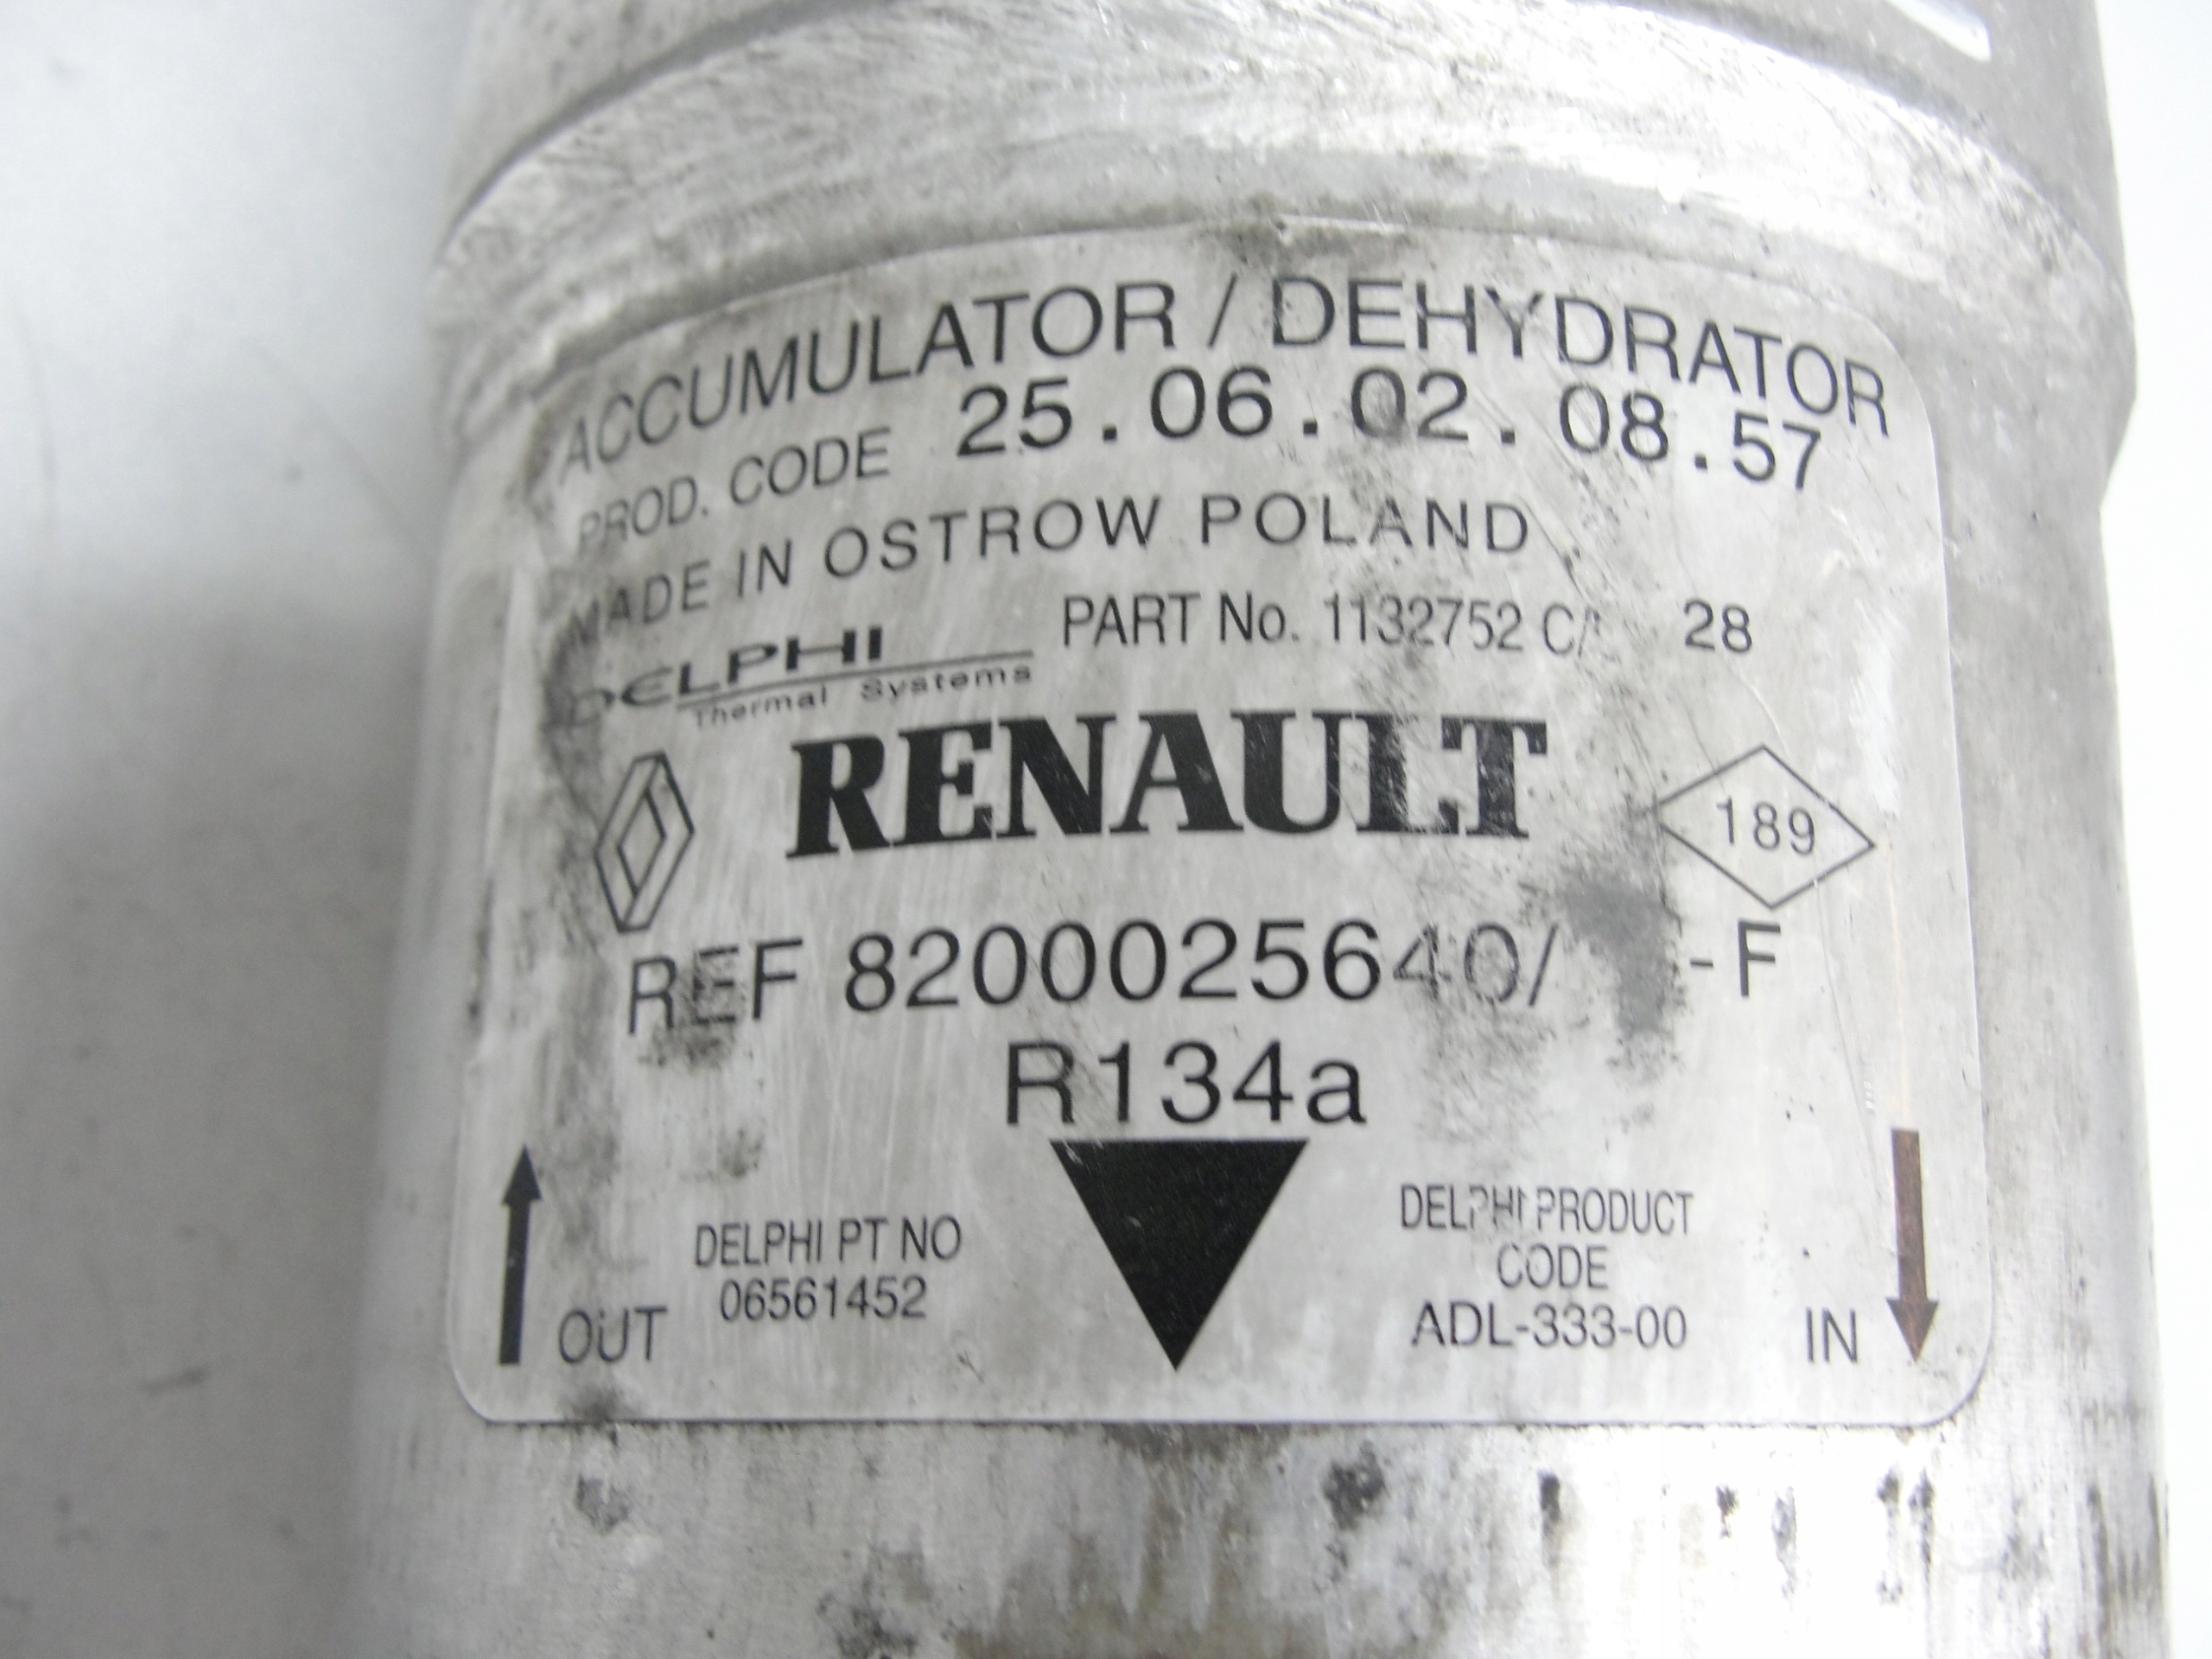 ACCUMULATOR / DEHYDRATOR
PROD. CODE 25.06.02.08.57
MADE IN OSTROW POLAND
DELPHI
Thermal Systems
PART No. 1132752 28
RENAULT
189
REF 8200025640/ -F
R134a
OUT
DELPHI PT NO
06561452
DELPHI PRODUCT
CODE
ADL-333-00
IN